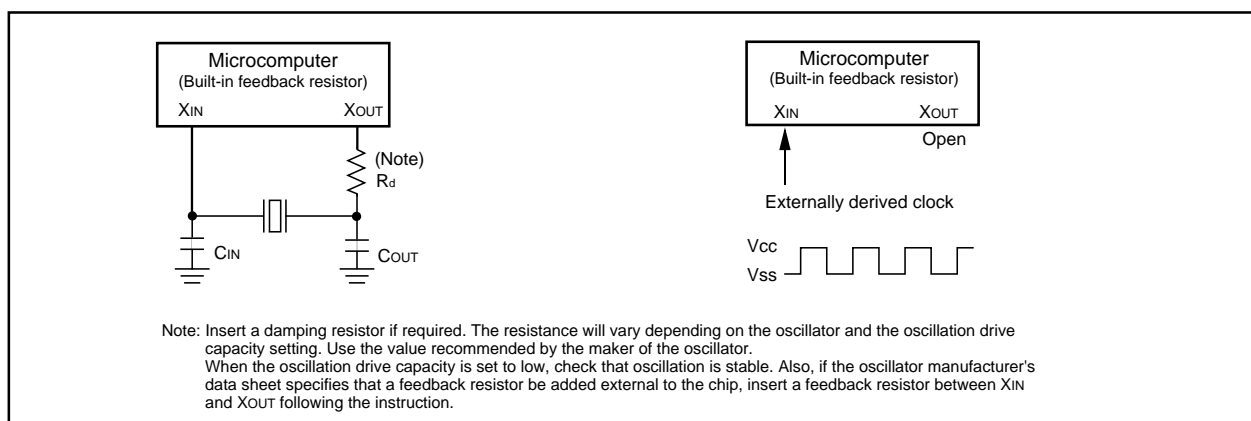 Microcomputer
(Built-in feedback resistor)
XIN XOUT
(Note)
Rd
CIN
COUT
Microcomputer
(Built-in feedback resistor)
XIN XOUT
Open
Externally derived clock
Vcc
Vss
Note: Insert a damping resistor if required. The resistance will vary depending on the oscillator and the oscillation drive
capacity setting. Use the value recommended by the maker of the oscillator.
When the oscillation drive capacity is set to low, check that oscillation is stable. Also, if the oscillator manufacturer's
data sheet specifies that a feedback resistor be added external to the chip, insert a feedback resistor between XIN
and XOUT following the instruction.